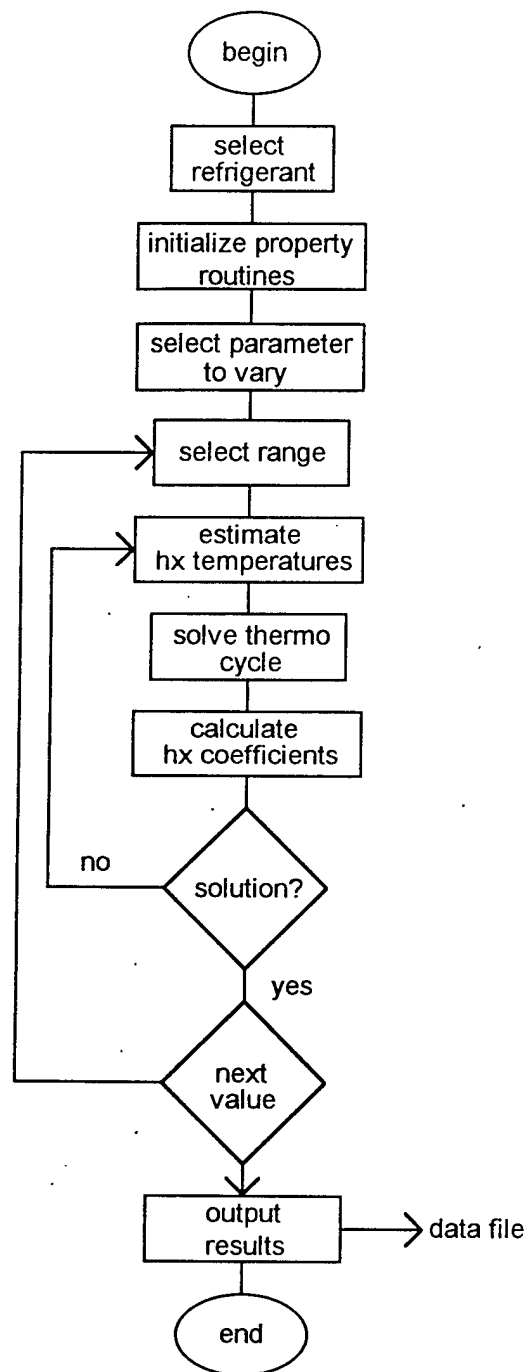 begin
select
refrigerant
initialize property
routines
select parameter
to vary
select range
estimate
hx temperatures
solve thermo
cycle
calculate
hx coefficients
no
solution?
yes
next
value
output
results
data file
end